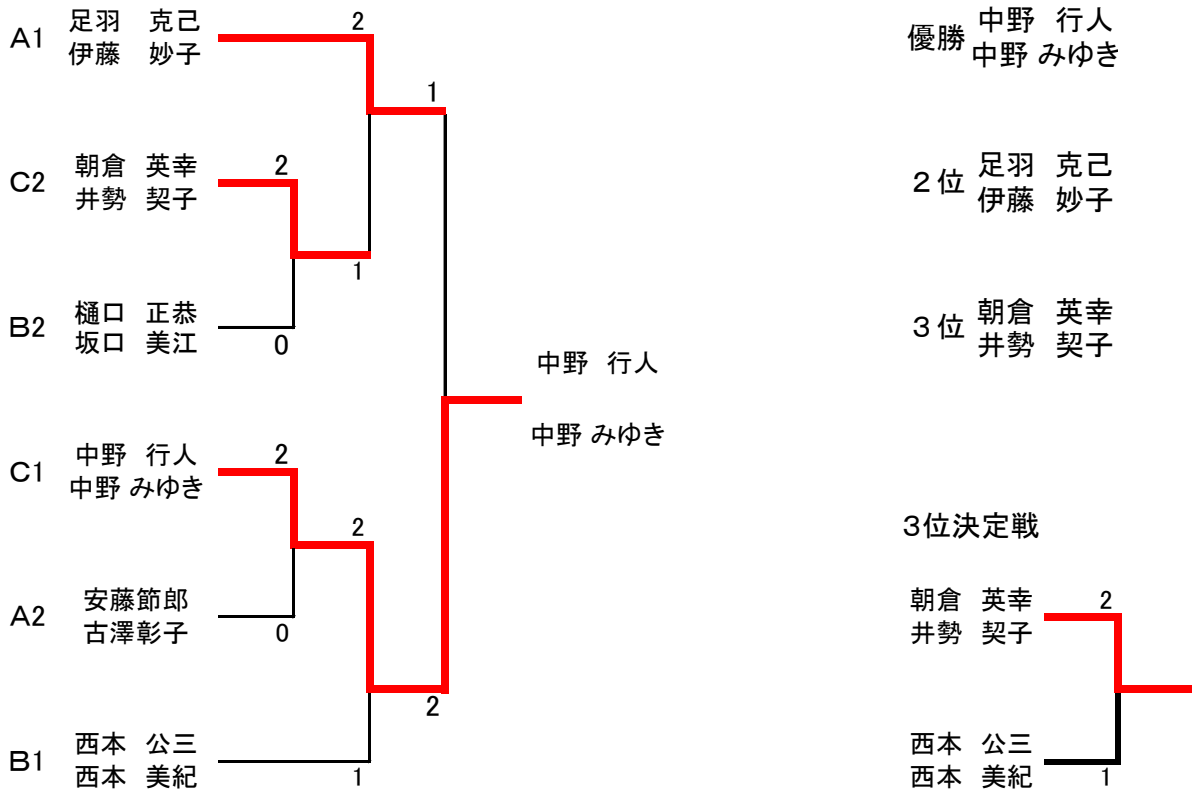 A1 足羽 克己
伊藤 妙子
2
1
C2 朝倉 英幸
井勢 契子
2
1
B2 樋口 正恭
坂口 美江
0
中野 行人
中野 みゆき
C1 中野 行人
中野 みゆき
2
2
A2 安藤節郎
古澤彰子
0
2
B1 西本 公三
西本 美紀
1
優勝 中野 行人
中野 みゆき
2位 足羽 克己
伊藤 妙子
3位 朝倉 英幸
井勢 契子
3位決定戦
朝倉 英幸
井勢 契子
2
西本 公三
西本 美紀
1